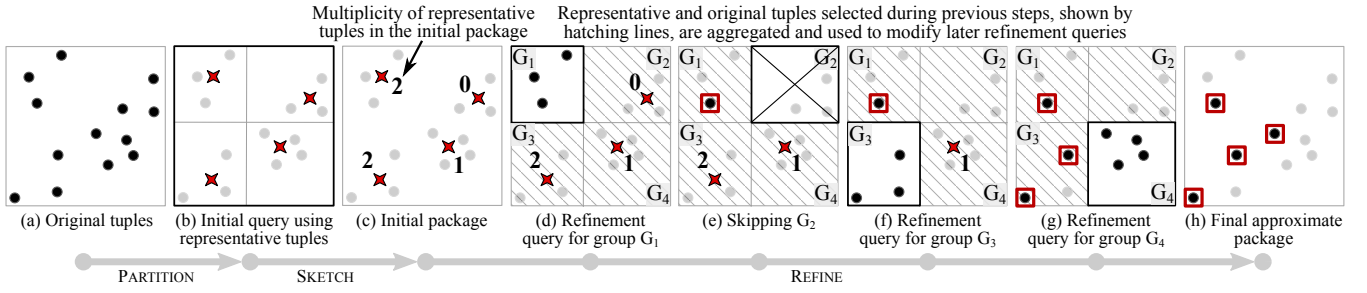 Multiplicity of representative
tuples in the initial package
Representative and original tuples selected during previous steps, shown by
hatching lines, are aggregated and used to modify later refinement queries
2
0
2
1
G1
G2
0
G3
2
1
G4
G1
G2
G3
2
1
G4
G1
G2
G3
1
G4
G1
G2
G3
G4
(a) Original tuples
(b) Initial query using
representative tuples
(c) Initial package
(d) Refinement
query for group G1
(e) Skipping G2
(f) Refinement
query for group G3
(g) Refinement
query for group G4
(h) Final approximate
package
PARTITION
SKETCH
REFINE